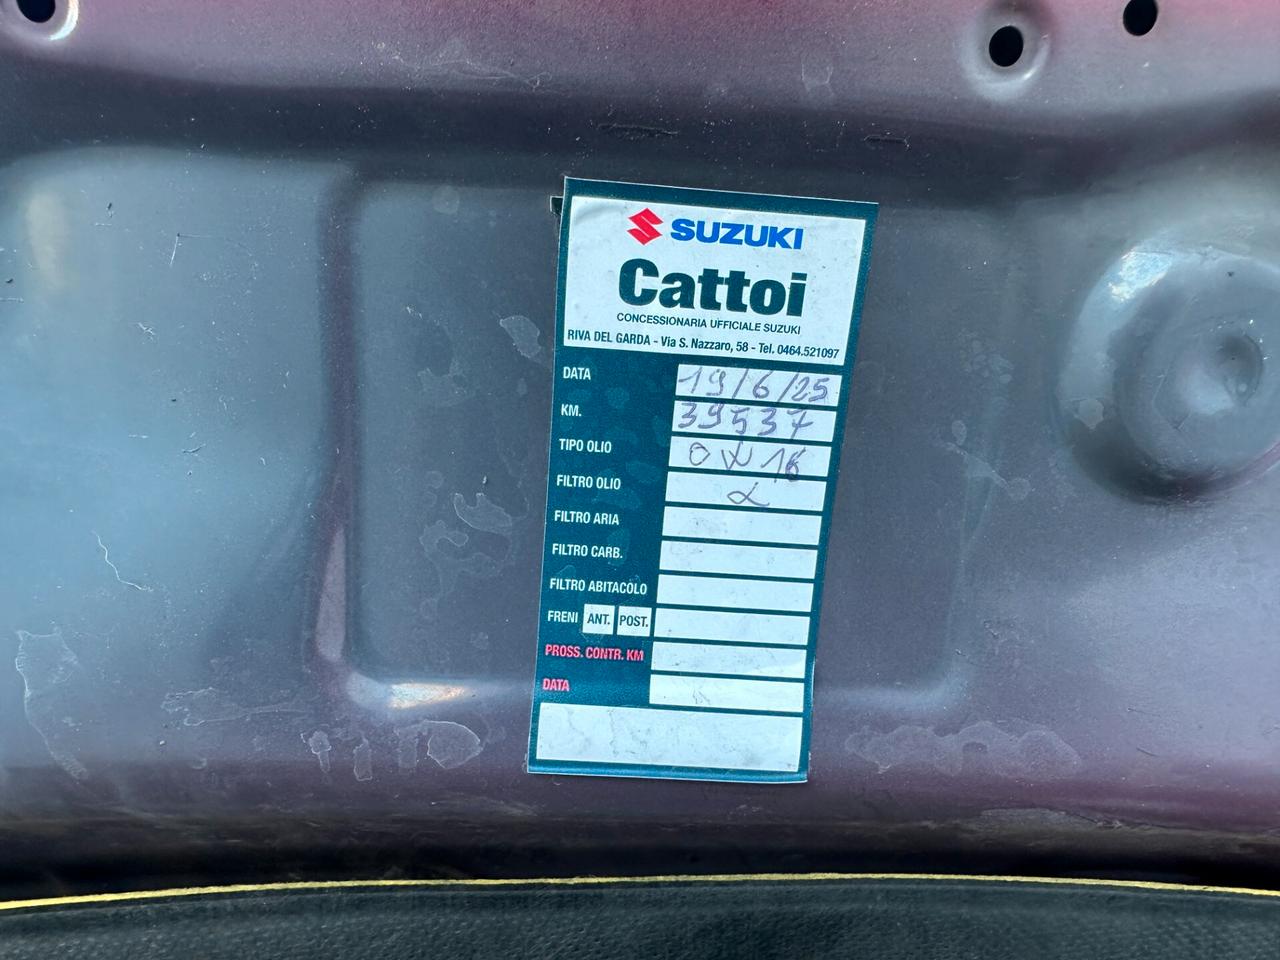 SUZUKI
Cattoi
CONCESSIONARIA UFFICIALE SUZUKI
RIVA DEL GARDA - Via S. Nazzaro, 58 - Tel. 0464.521097
DATA 19/6/25
KM. 39537
TIPO OLIO 0W16
FILTRO OLIO
FILTRO ARIA
FILTRO CARB.
FILTRO ABITACOLO
FRENI ANT. POST.
PROSS. CONTR. KM
DATA